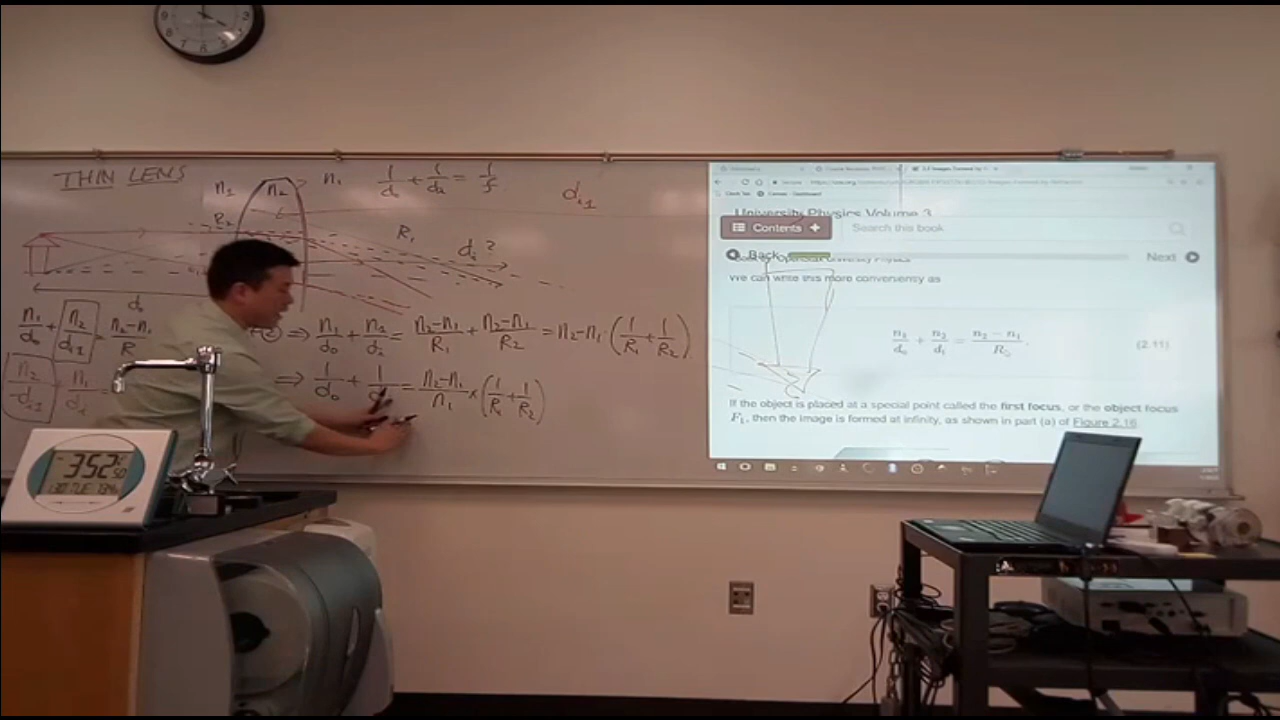 THIN LENS
n₁ n₂ n₁
1/d₀ + 1/d₂ = 1/f
dᵢ₁
R₂ R₁ dᵢ?
d₀
n₁/d₀ + n₂/dᵢ₁ = n₂-n₁/R
⇒ n₁/d₀ + n₁/dᵢ = n₂-n₁/R₁ + n₂-n₁/R₂ = n₂-n₁·(1/R₁ + 1/R₂)
n₂/-dᵢ₁ + n₁/dᵢ =
⇒ 1/d₀ + 1/d = n₂-n₁/n₁ × (1/R₁ + 1/R₂)
3:52
University Physics Volume 3
Contents +
Search this book
Back
Next
We can write this more conveniently as
n₁/d₀ + n₂/dᵢ = n₂ − n₁/R.
(2.11)
If the object is placed at a special point called the first focus, or the object focus
F₁, then the image is formed at infinity, as shown in part (a) of Figure 2.16